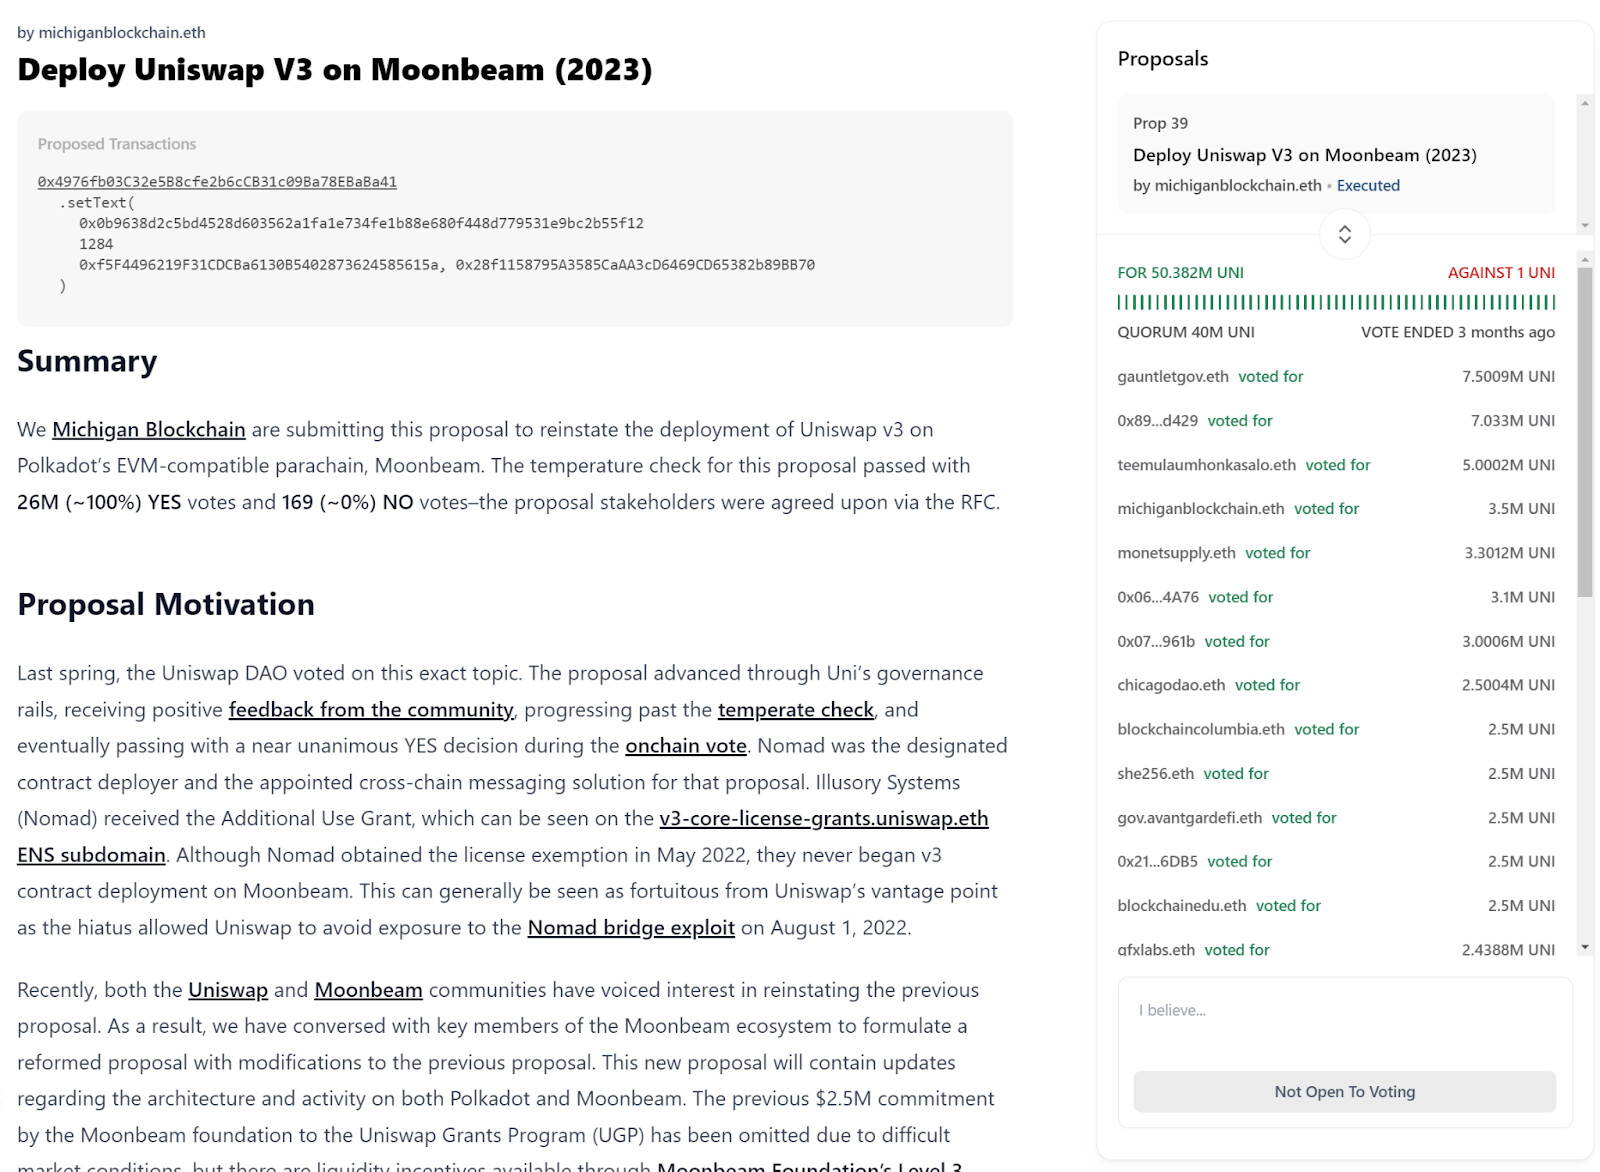 by michiganblockchain.eth
Deploy Uniswap V3 on Moonbeam (2023)
Proposed Transactions
0x4976fb03C32e5B8cfe2b6cCB31c09Ba78EBaBa41
.setText(
0x0b9638d2c5bd4528d603562a1fa1e734fe1b88e680f448d779531e9bc2b55f12
1284
0xf5F4496219F31CDCBa6130B5402873624585615a, 0x28f1158795A3585CaAA3cD6469CD65382b89BB70
)
Summary
We Michigan Blockchain are submitting this proposal to reinstate the deployment of Uniswap v3 on
Polkadot’s EVM-compatible parachain, Moonbeam. The temperature check for this proposal passed with
26M (~100%) YES votes and 169 (~0%) NO votes–the proposal stakeholders were agreed upon via the RFC.
Proposal Motivation
Last spring, the Uniswap DAO voted on this exact topic. The proposal advanced through Uni’s governance
rails, receiving positive feedback from the community, progressing past the temperate check, and
eventually passing with a near unanimous YES decision during the onchain vote. Nomad was the designated
contract deployer and the appointed cross-chain messaging solution for that proposal. Illusory Systems
(Nomad) received the Additional Use Grant, which can be seen on the v3-core-license-grants.uniswap.eth
ENS subdomain. Although Nomad obtained the license exemption in May 2022, they never began v3
contract deployment on Moonbeam. This can generally be seen as fortuitous from Uniswap’s vantage point
as the hiatus allowed Uniswap to avoid exposure to the Nomad bridge exploit on August 1, 2022.
Recently, both the Uniswap and Moonbeam communities have voiced interest in reinstating the previous
proposal. As a result, we have conversed with key members of the Moonbeam ecosystem to formulate a
reformed proposal with modifications to the previous proposal. This new proposal will contain updates
regarding the architecture and activity on both Polkadot and Moonbeam. The previous $2.5M commitment
by the Moonbeam foundation to the Uniswap Grants Program (UGP) has been omitted due to difficult
market conditions, but there are liquidity incentives available through Moonbeam Foundation’s Level 3
Proposals
Prop 39
Deploy Uniswap V3 on Moonbeam (2023)
by michiganblockchain.eth • Executed
FOR 50.382M UNI AGAINST 1 UNI
QUORUM 40M UNI VOTE ENDED 3 months ago
gauntletgov.eth voted for 7.5009M UNI
0x89...d429 voted for 7.033M UNI
teemulaumhonkasalo.eth voted for 5.0002M UNI
michiganblockchain.eth voted for 3.5M UNI
monetsupply.eth voted for 3.3012M UNI
0x06...4A76 voted for 3.1M UNI
0x07...961b voted for 3.0006M UNI
chicagodao.eth voted for 2.5004M UNI
blockchaincolumbia.eth voted for 2.5M UNI
she256.eth voted for 2.5M UNI
gov.avantgardefi.eth voted for 2.5M UNI
0x21...6DB5 voted for 2.5M UNI
blockchainedu.eth voted for 2.5M UNI
gfxlabs.eth voted for 2.4388M UNI
I believe...
Not Open To Voting